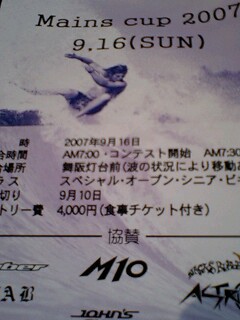 Mains cup 2007
9.16(SUN)
時 2007年9月16日
合時間 AM7:00・コンテスト開始 AM7:30
場所 舞阪灯台前(波の状況により移動あ
ラス スペシャル・オープン・シニア・ビ
切り 9月10日
トリー費 4,000円(食事チケット付き)
協賛
M10
JOHN'S